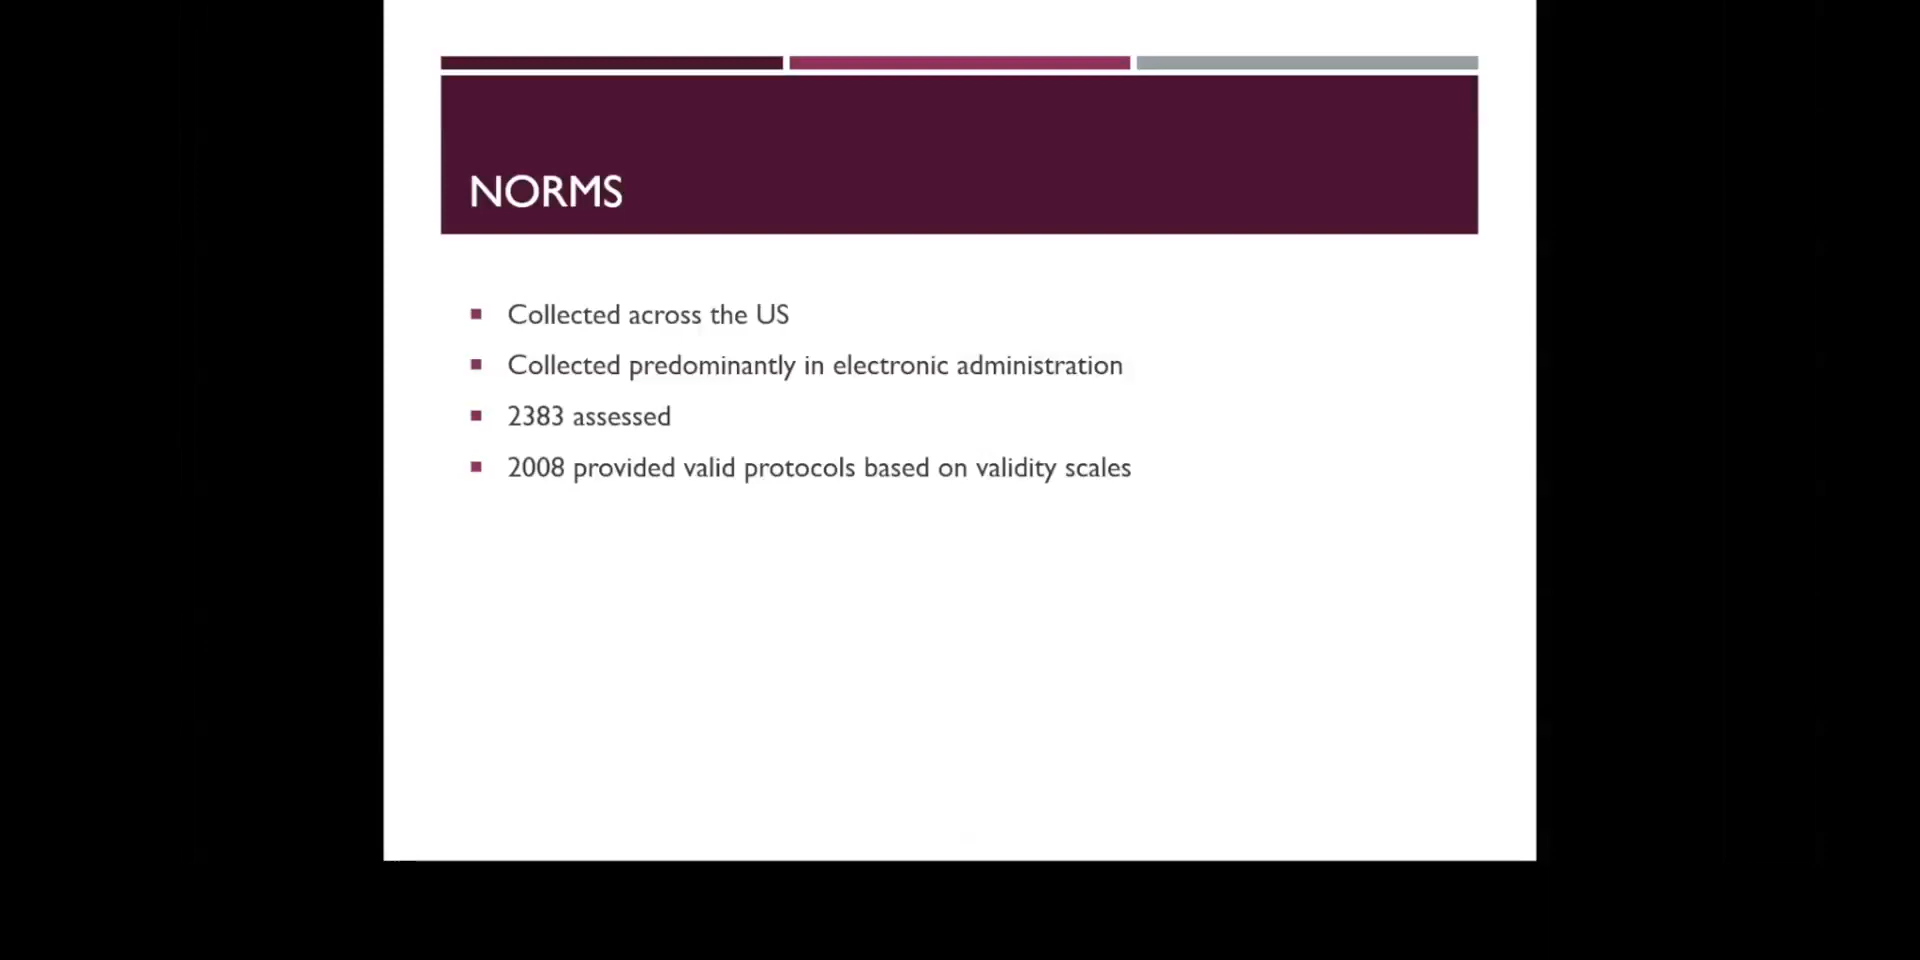 NORMS
Collected across the US
Collected predominantly in electronic administration
2383 assessed
2008 provided valid protocols based on validity scales